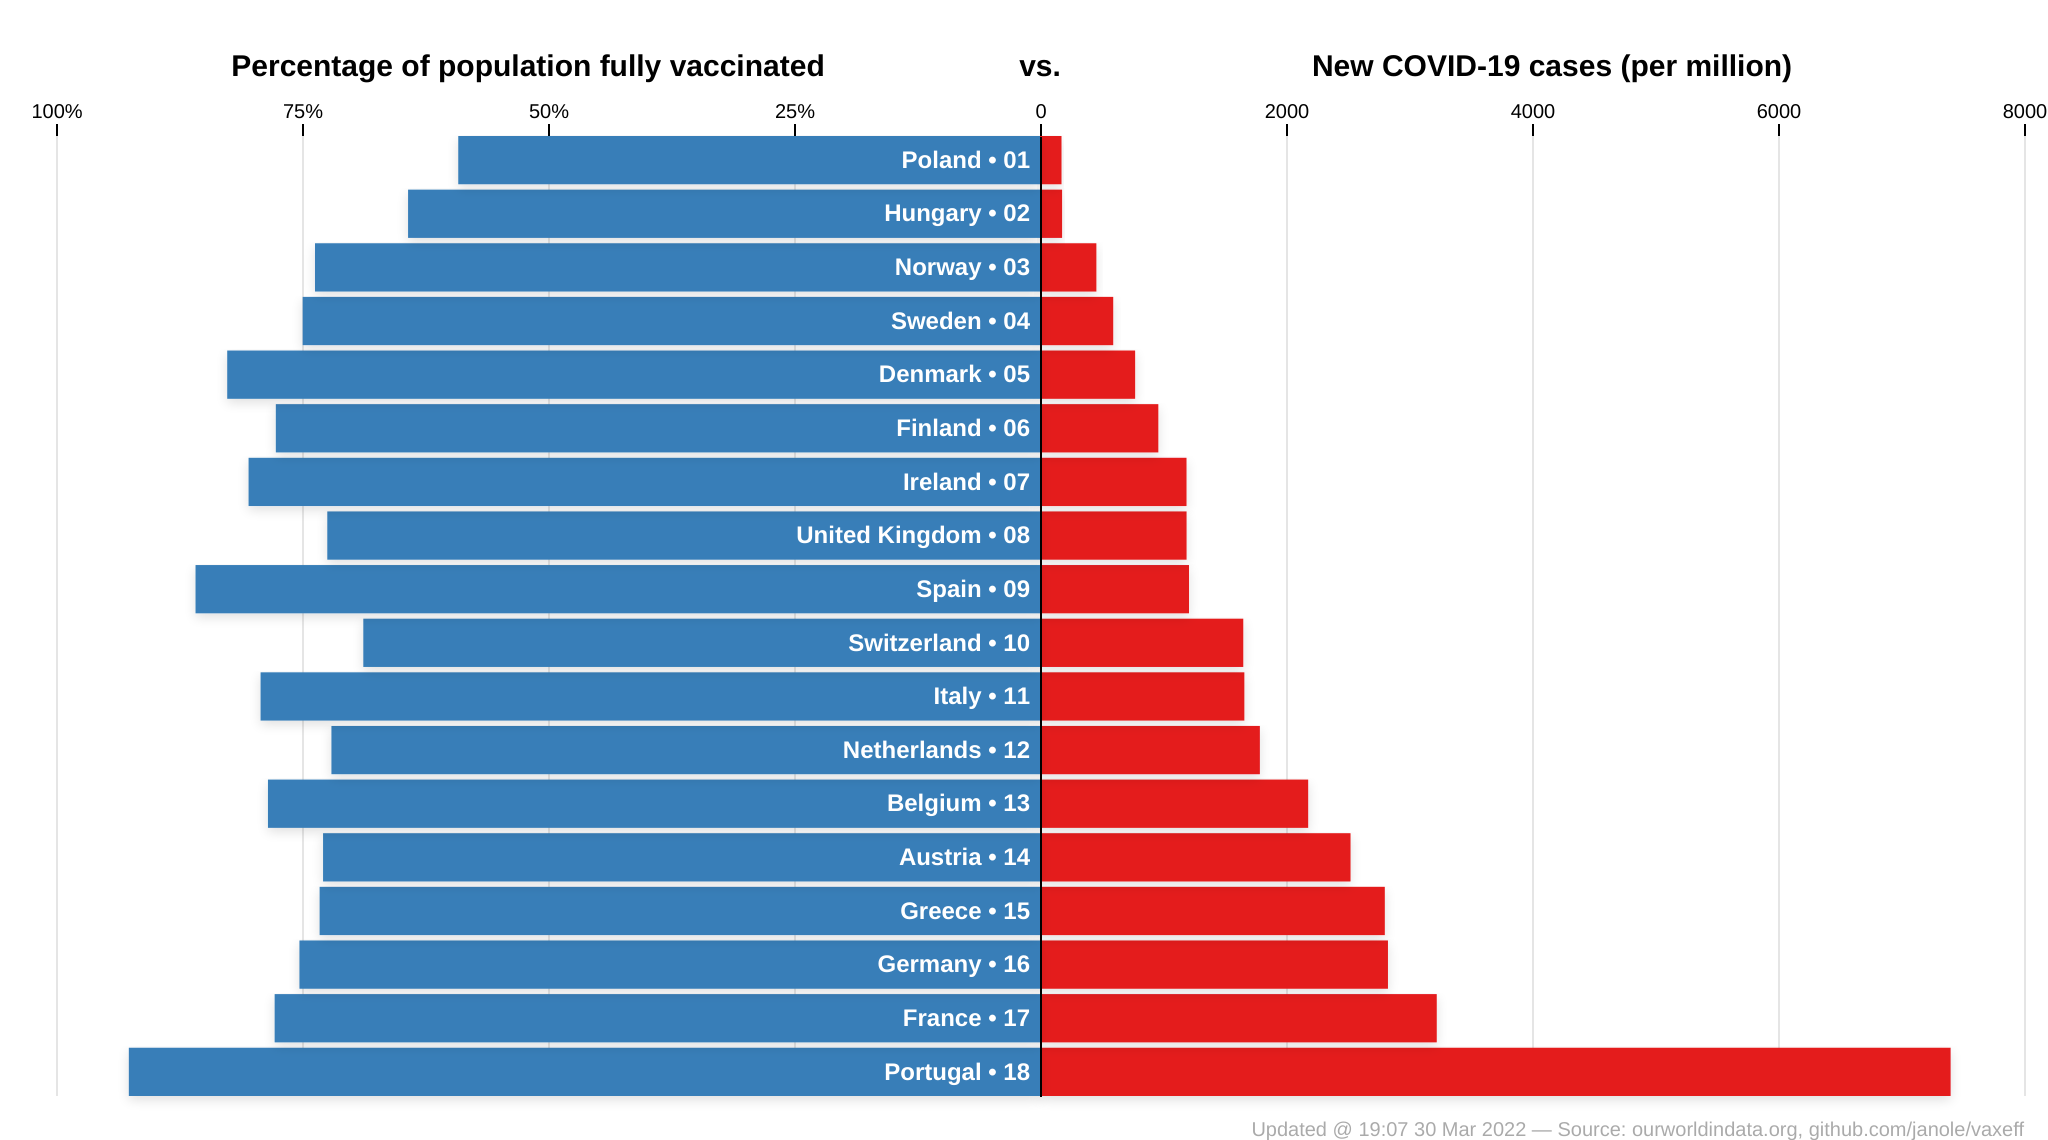 Percentage of population fully vaccinated vs. New COVID-19 cases (per million)
100% 75% 50% 25% 0 2000 4000 6000 8000
Poland • 01
Hungary • 02
Norway • 03
Sweden • 04
Denmark • 05
Finland • 06
Ireland • 07
United Kingdom • 08
Spain • 09
Switzerland • 10
Italy • 11
Netherlands • 12
Belgium • 13
Austria • 14
Greece • 15
Germany • 16
France • 17
Portugal • 18
Updated @ 19:07 30 Mar 2022 — Source: ourworldindata.org, github.com/janole/vaxeff